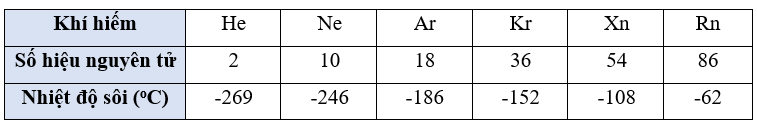 Khí hiếm He Ne Ar Kr Xn Rn
Số hiệu nguyên tử 2 10 18 36 54 86
Nhiệt độ sôi (ºC) -269 -246 -186 -152 -108 -62